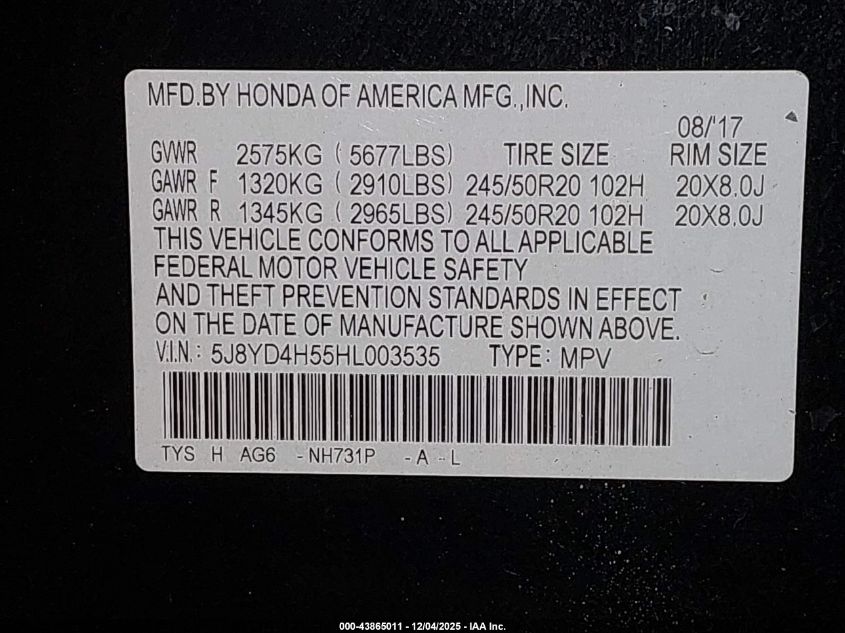 MFD.BY HONDA OF AMERICA MFG.,INC.
08/'17
GVWR 2575KG ( 5677LBS) TIRE SIZE RIM SIZE
GAWR F 1320KG ( 2910LBS) 245/50R20 102H 20X8.0J
GAWR R 1345KG ( 2965LBS) 245/50R20 102H 20X8.0J
THIS VEHICLE CONFORMS TO ALL APPLICABLE
FEDERAL MOTOR VEHICLE SAFETY
AND THEFT PREVENTION STANDARDS IN EFFECT
ON THE DATE OF MANUFACTURE SHOWN ABOVE.
V.I.N.: 5J8YD4H55HL003535 TYPE: MPV
TYS H AG6 -NH731P -A -L
000-43865011 - 12/04/2025 - IAA Inc.